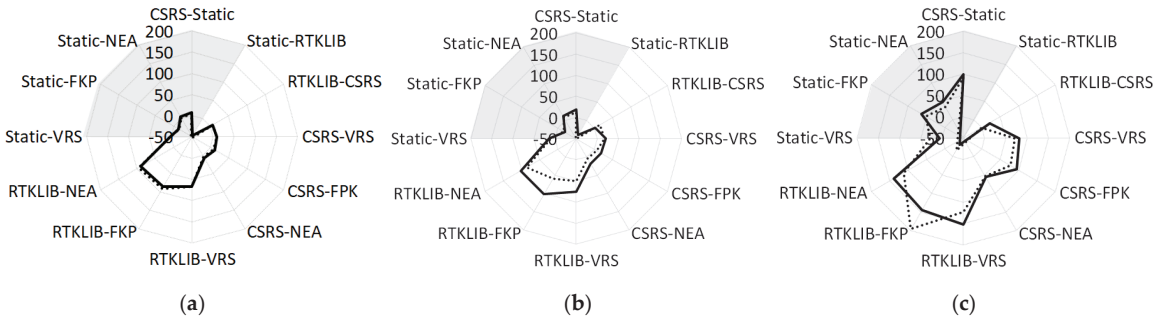 CSRS-Static
200
150
100
50
0
-50
Static-RTKLIB
RTKLIB-CSRS
CSRS-VRS
CSRS-FPK
CSRS-NEA
RTKLIB-VRS
RTKLIB-FKP
RTKLIB-NEA
Static-VRS
Static-FKP
Static-NEA
(a)
CSRS-Static
200
150
100
50
0
-50
Static-RTKLIB
RTKLIB-CSRS
CSRS-VRS
CSRS-FPK
CSRS-NEA
RTKLIB-VRS
RTKLIB-FKP
RTKLIB-NEA
Static-VRS
Static-FKP
Static-NEA
(b)
CSRS-Static
200
150
100
50
0
-50
Static-RTKLIB
RTKLIB-CSRS
CSRS-VRS
CSRS-FPK
CSRS-NEA
RTKLIB-VRS
RTKLIB-FKP
RTKLIB-NEA
Static-VRS
Static-FKP
Static-NEA
(c)